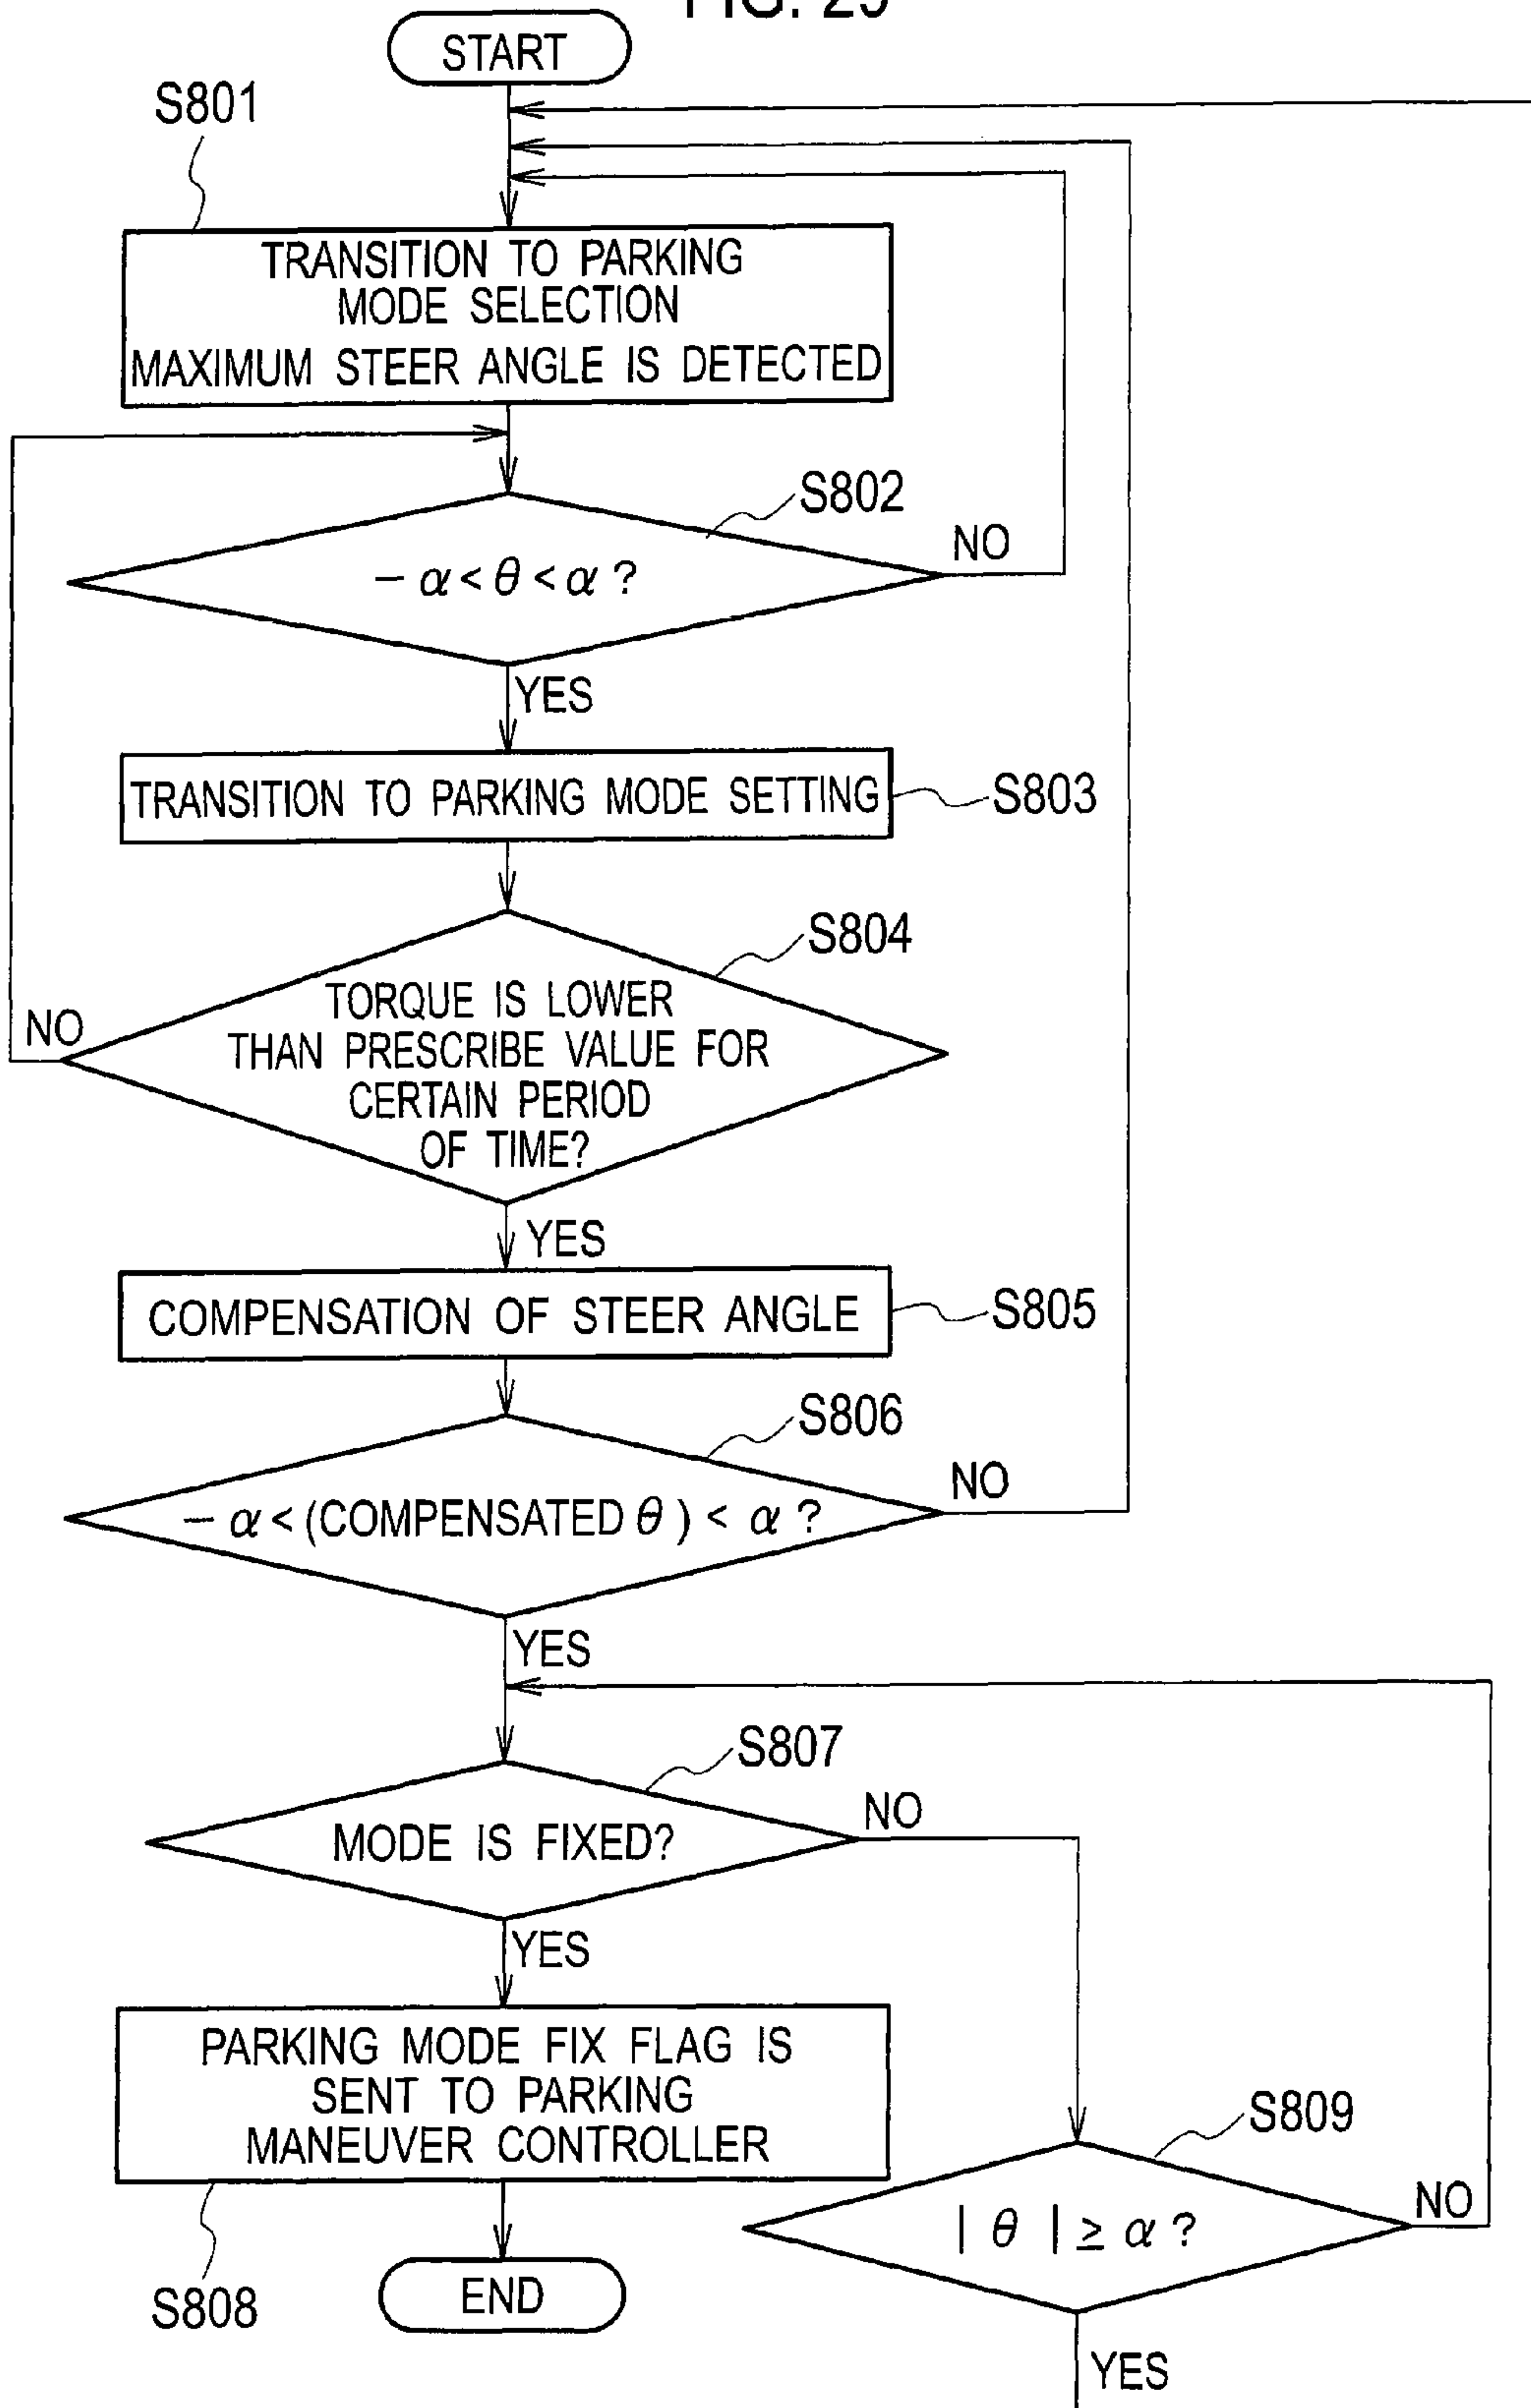 FIG. 29
START
S801
TRANSITION TO PARKING
MODE SELECTION
MAXIMUM STEER ANGLE IS DETECTED
S802
− α < θ < α ?
NO
YES
TRANSITION TO PARKING MODE SETTING
S803
S804
TORQUE IS LOWER
THAN PRESCRIBE VALUE FOR
CERTAIN PERIOD
OF TIME?
NO
YES
COMPENSATION OF STEER ANGLE
S805
S806
− α < (COMPENSATED θ ) < α ?
NO
YES
S807
MODE IS FIXED?
NO
YES
PARKING MODE FIX FLAG IS
SENT TO PARKING
MANEUVER CONTROLLER
S808
END
S809
| θ | ≥ α ?
NO
YES